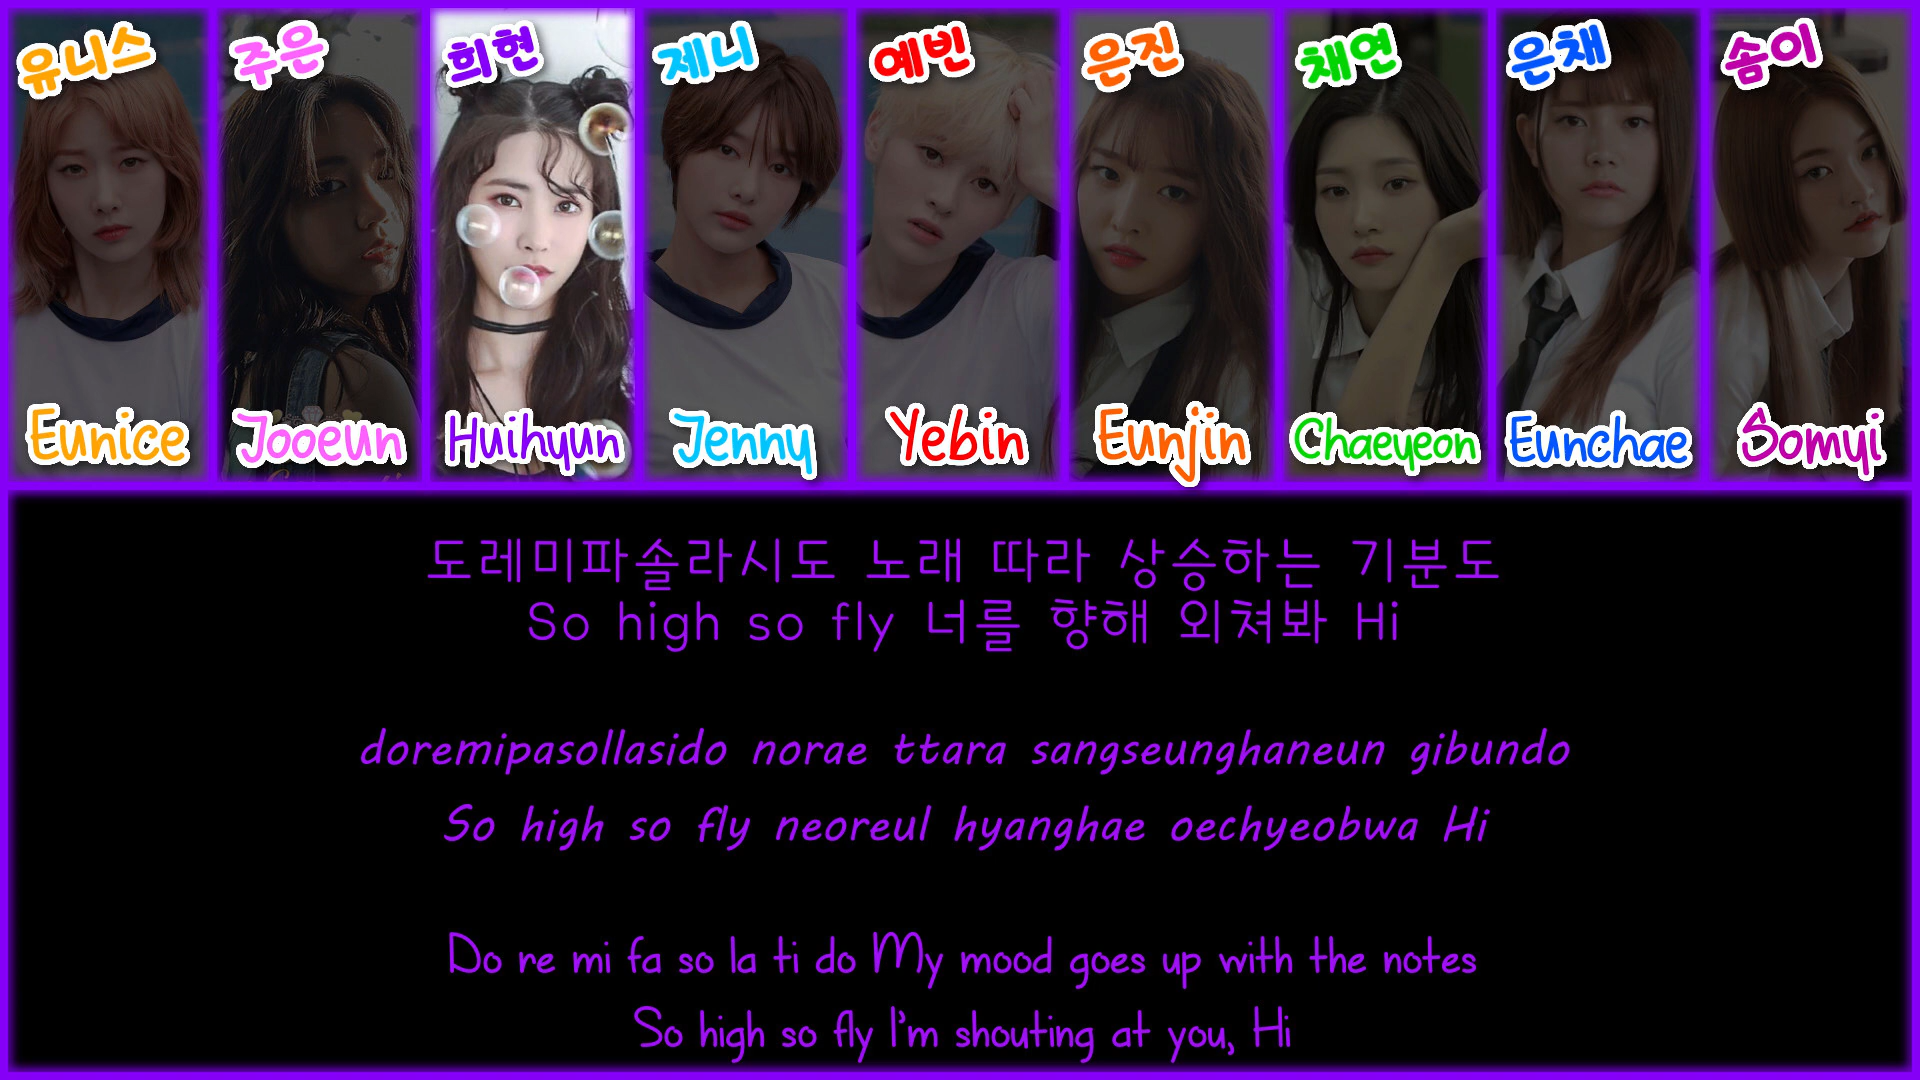 유니스
주은
희현
제니
예빈
은진
채연
은채
솜이
Eunice
Jooeun
Huihyun
Jenny
Yebin
Eunjin
Chaeyeon
Eunchae
Somyi
도레미파솔라시도 노래 따라 상승하는 기분도
So high so fly 너를 향해 외쳐봐 Hi
doremipasollasido norae ttara sangseunghaneun gibundo
So high so fly neoreul hyanghae oechyeobwa Hi
Do re mi fa so la ti do My mood goes up with the notes
So high so fly I'm shouting at you, Hi